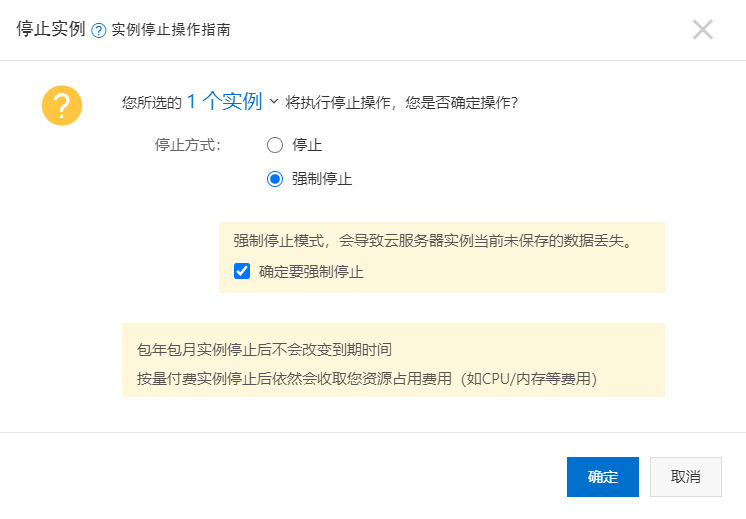 停止实例 ? 实例停止操作指南
?
您所选的 1 个实例 将执行停止操作，您是否确定操作？
停止方式： 停止
强制停止
强制停止模式，会导致云服务器实例当前未保存的数据丢失。
确定要强制停止
包年包月实例停止后不会改变到期时间
按量付费实例停止后依然会收取您资源占用费用（如CPU/内存等费用）
确定 取消